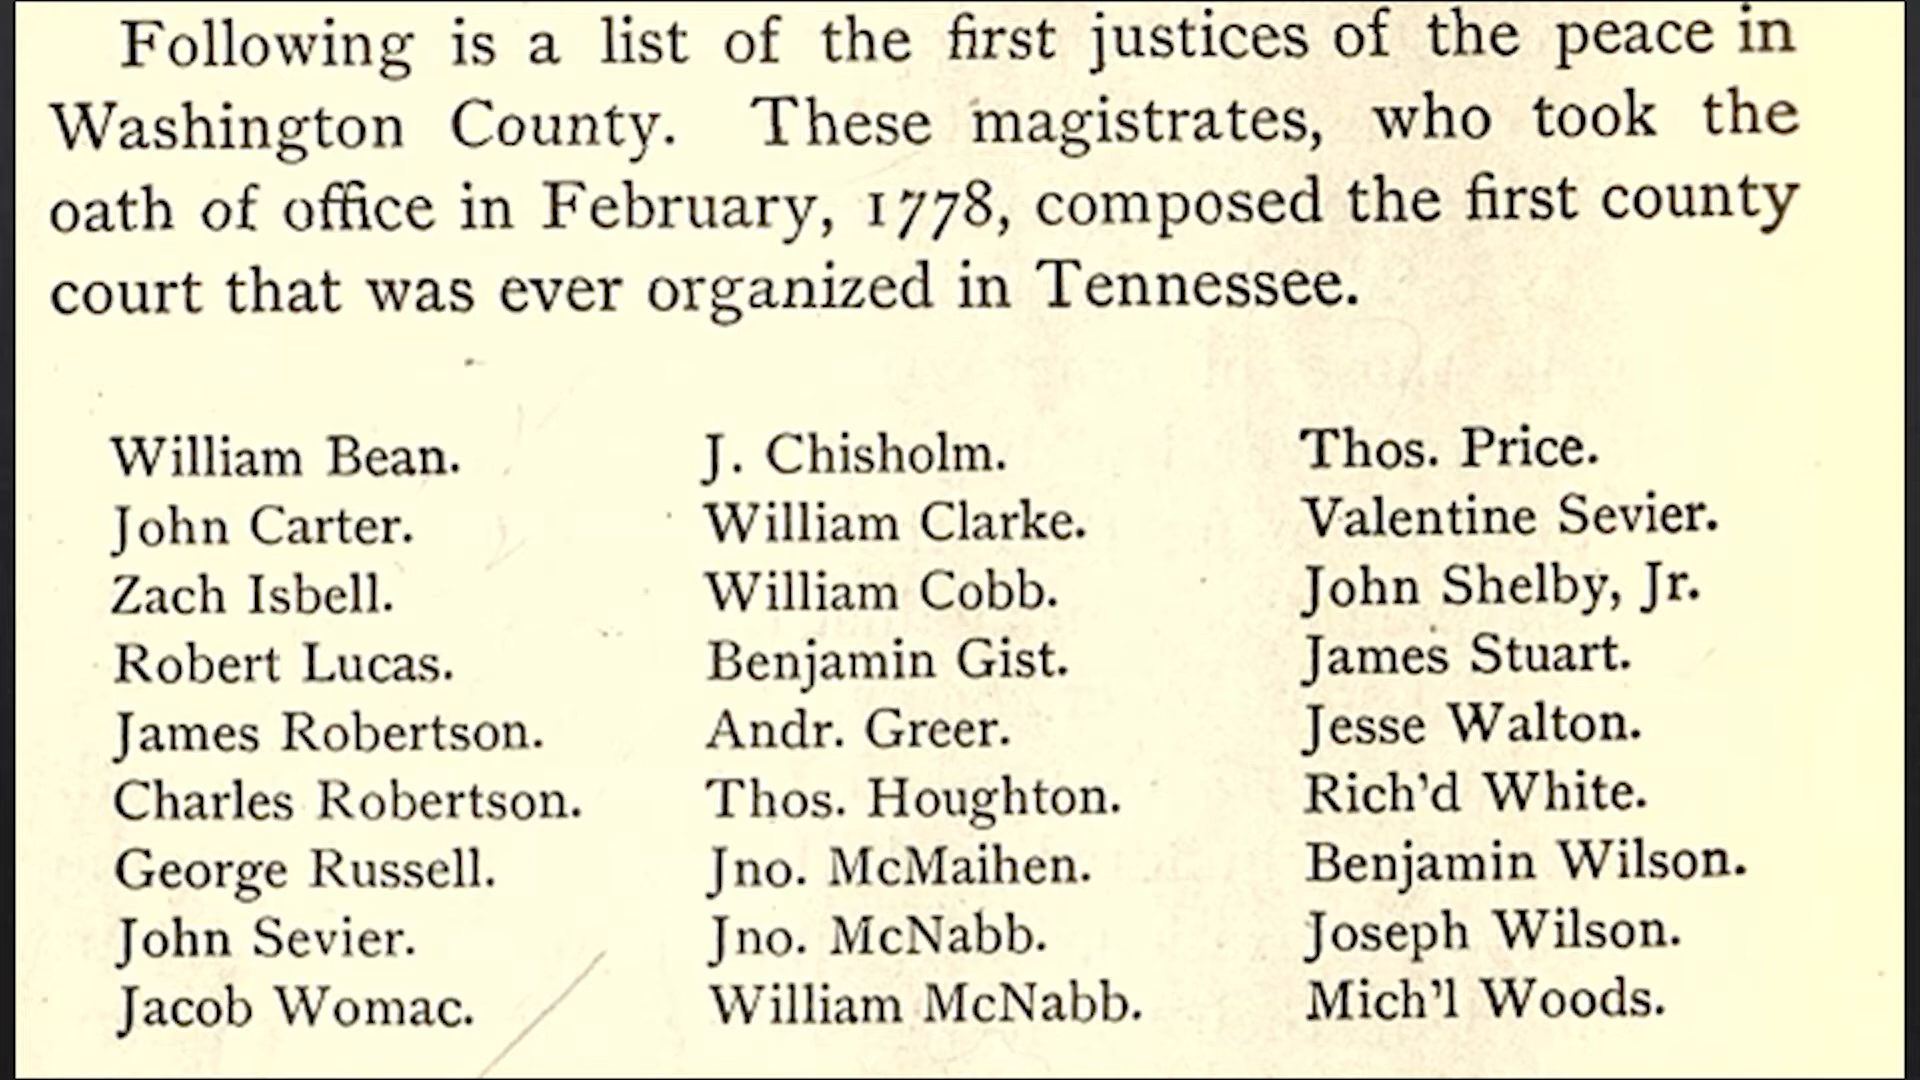 Following is a list of the first justices of the peace in
Washington County. These magistrates, who took the
oath of office in February, 1778, composed the first county
court that was ever organized in Tennessee.
William Bean.
John Carter.
Zach Isbell.
Robert Lucas.
James Robertson.
Charles Robertson.
George Russell.
John Sevier.
Jacob Womac.
J. Chisholm.
William Clarke.
William Cobb.
Benjamin Gist.
Andr. Greer.
Thos. Houghton.
Jno. McMaihen.
Jno. McNabb.
William McNabb.
Thos. Price.
Valentine Sevier.
John Shelby, Jr.
James Stuart.
Jesse Walton.
Rich'd White.
Benjamin Wilson.
Joseph Wilson.
Mich'l Woods.